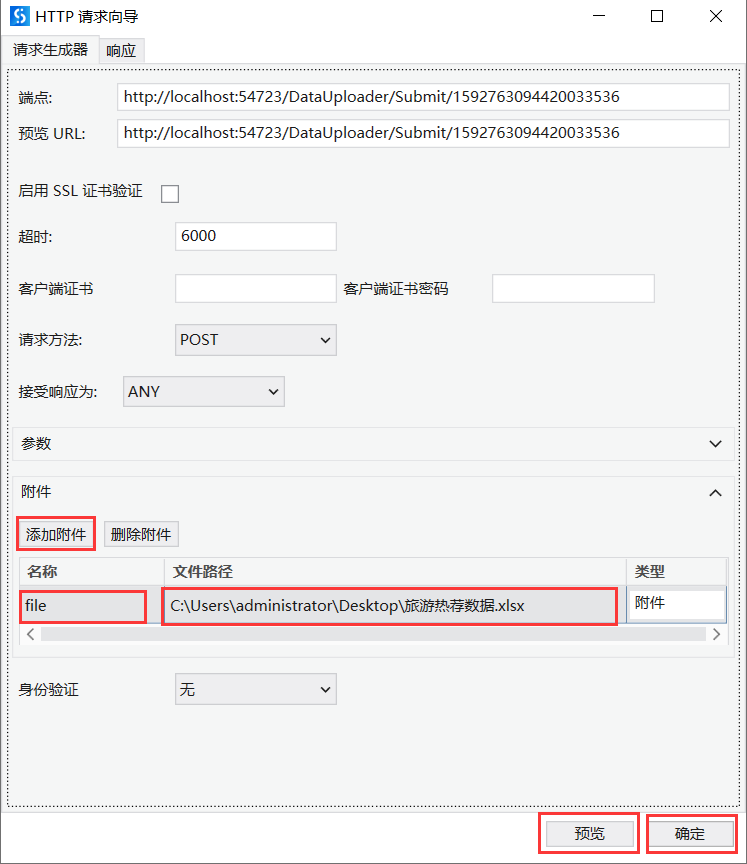 HTTP 请求向导
请求生成器 响应
端点: http://localhost:54723/DataUploader/Submit/1592763094420033536
预览 URL: http://localhost:54723/DataUploader/Submit/1592763094420033536
启用 SSL 证书验证
超时: 6000
客户端证书 客户端证书密码
请求方法: POST
接受响应为: ANY
参数
附件
添加附件 删除附件
名称 文件路径 类型
file C:\Users\administrator\Desktop\旅游热荐数据.xlsx 附件
身份验证 无
预览 确定